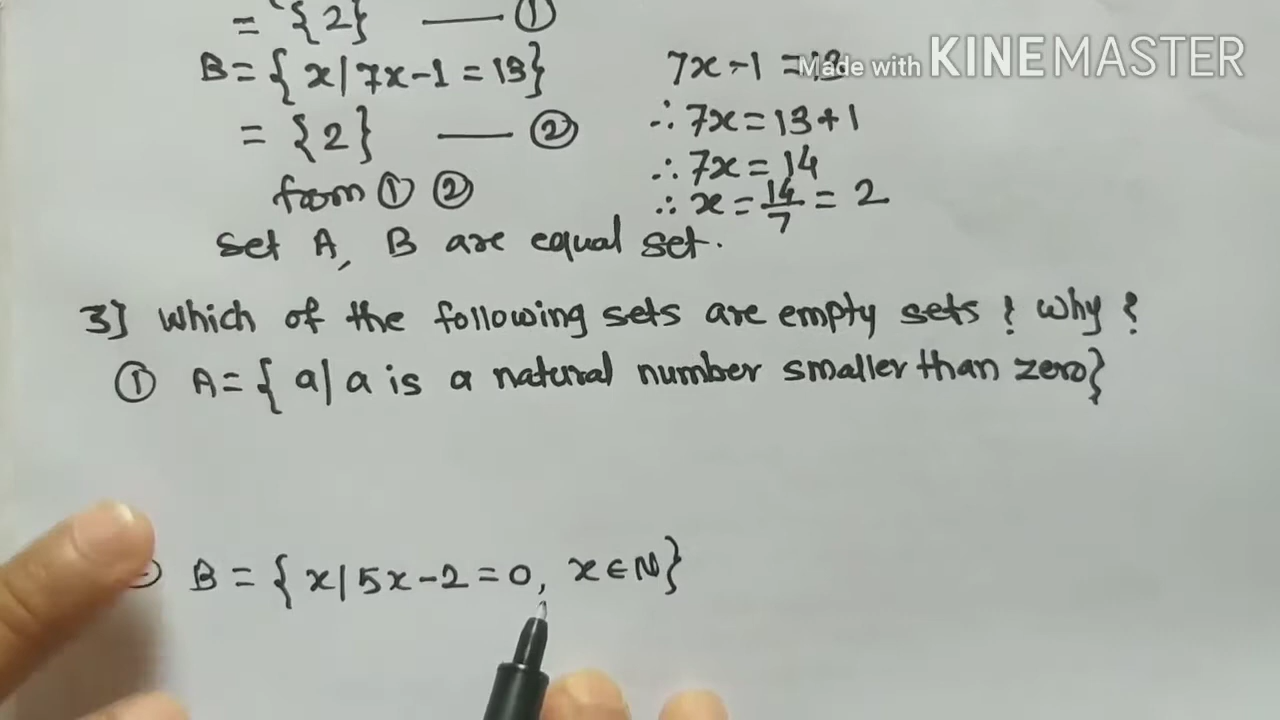 = {2} —— ①
B = { x | 7x - 1 = 13}
= {2} —— ②
from ① ②
Set A, B are equal set.
7x - 1 = 13
∴ 7x = 13 + 1
∴ 7x = 14
∴ x = 14/7 = 2
Made with KINEMASTER
3] Which of the following sets are empty sets ? why ?
① A = { a | a is a natural number smaller than zero}
B = { x | 5x - 2 = 0, x ∈ N}